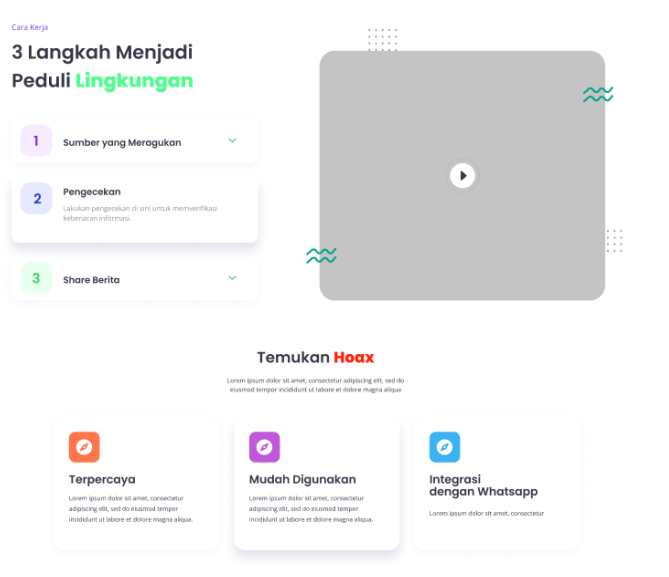 Cara Kerja
3 Langkah Menjadi
Peduli Lingkungan
1
Sumber yang Meragukan
2
Pengecekan
Lakukan pengecekan di sini untuk memverifikasi
kebenaran informasi.
3
Share Berita
Temukan Hoax
Lorem ipsum dolor sit amet, consectetur adipiscing elit, sed do
eiusmod tempor incididunt ut labore et dolore magna aliqua
Terpercaya
Lorem ipsum dolor sit amet, consectetur
adipiscing elit, sed do eiusmod temper
incididunt ut labore et dolore magna aliqua.
Mudah Digunakan
Lorem ipsum dolor sit amet, consectetur
adipiscing elit, sed do eiusmod temper
incididunt ut labore et dolore magna aliqua.
Integrasi
dengan Whatsapp
Lorem ipsum dolor sit amet, consectetur